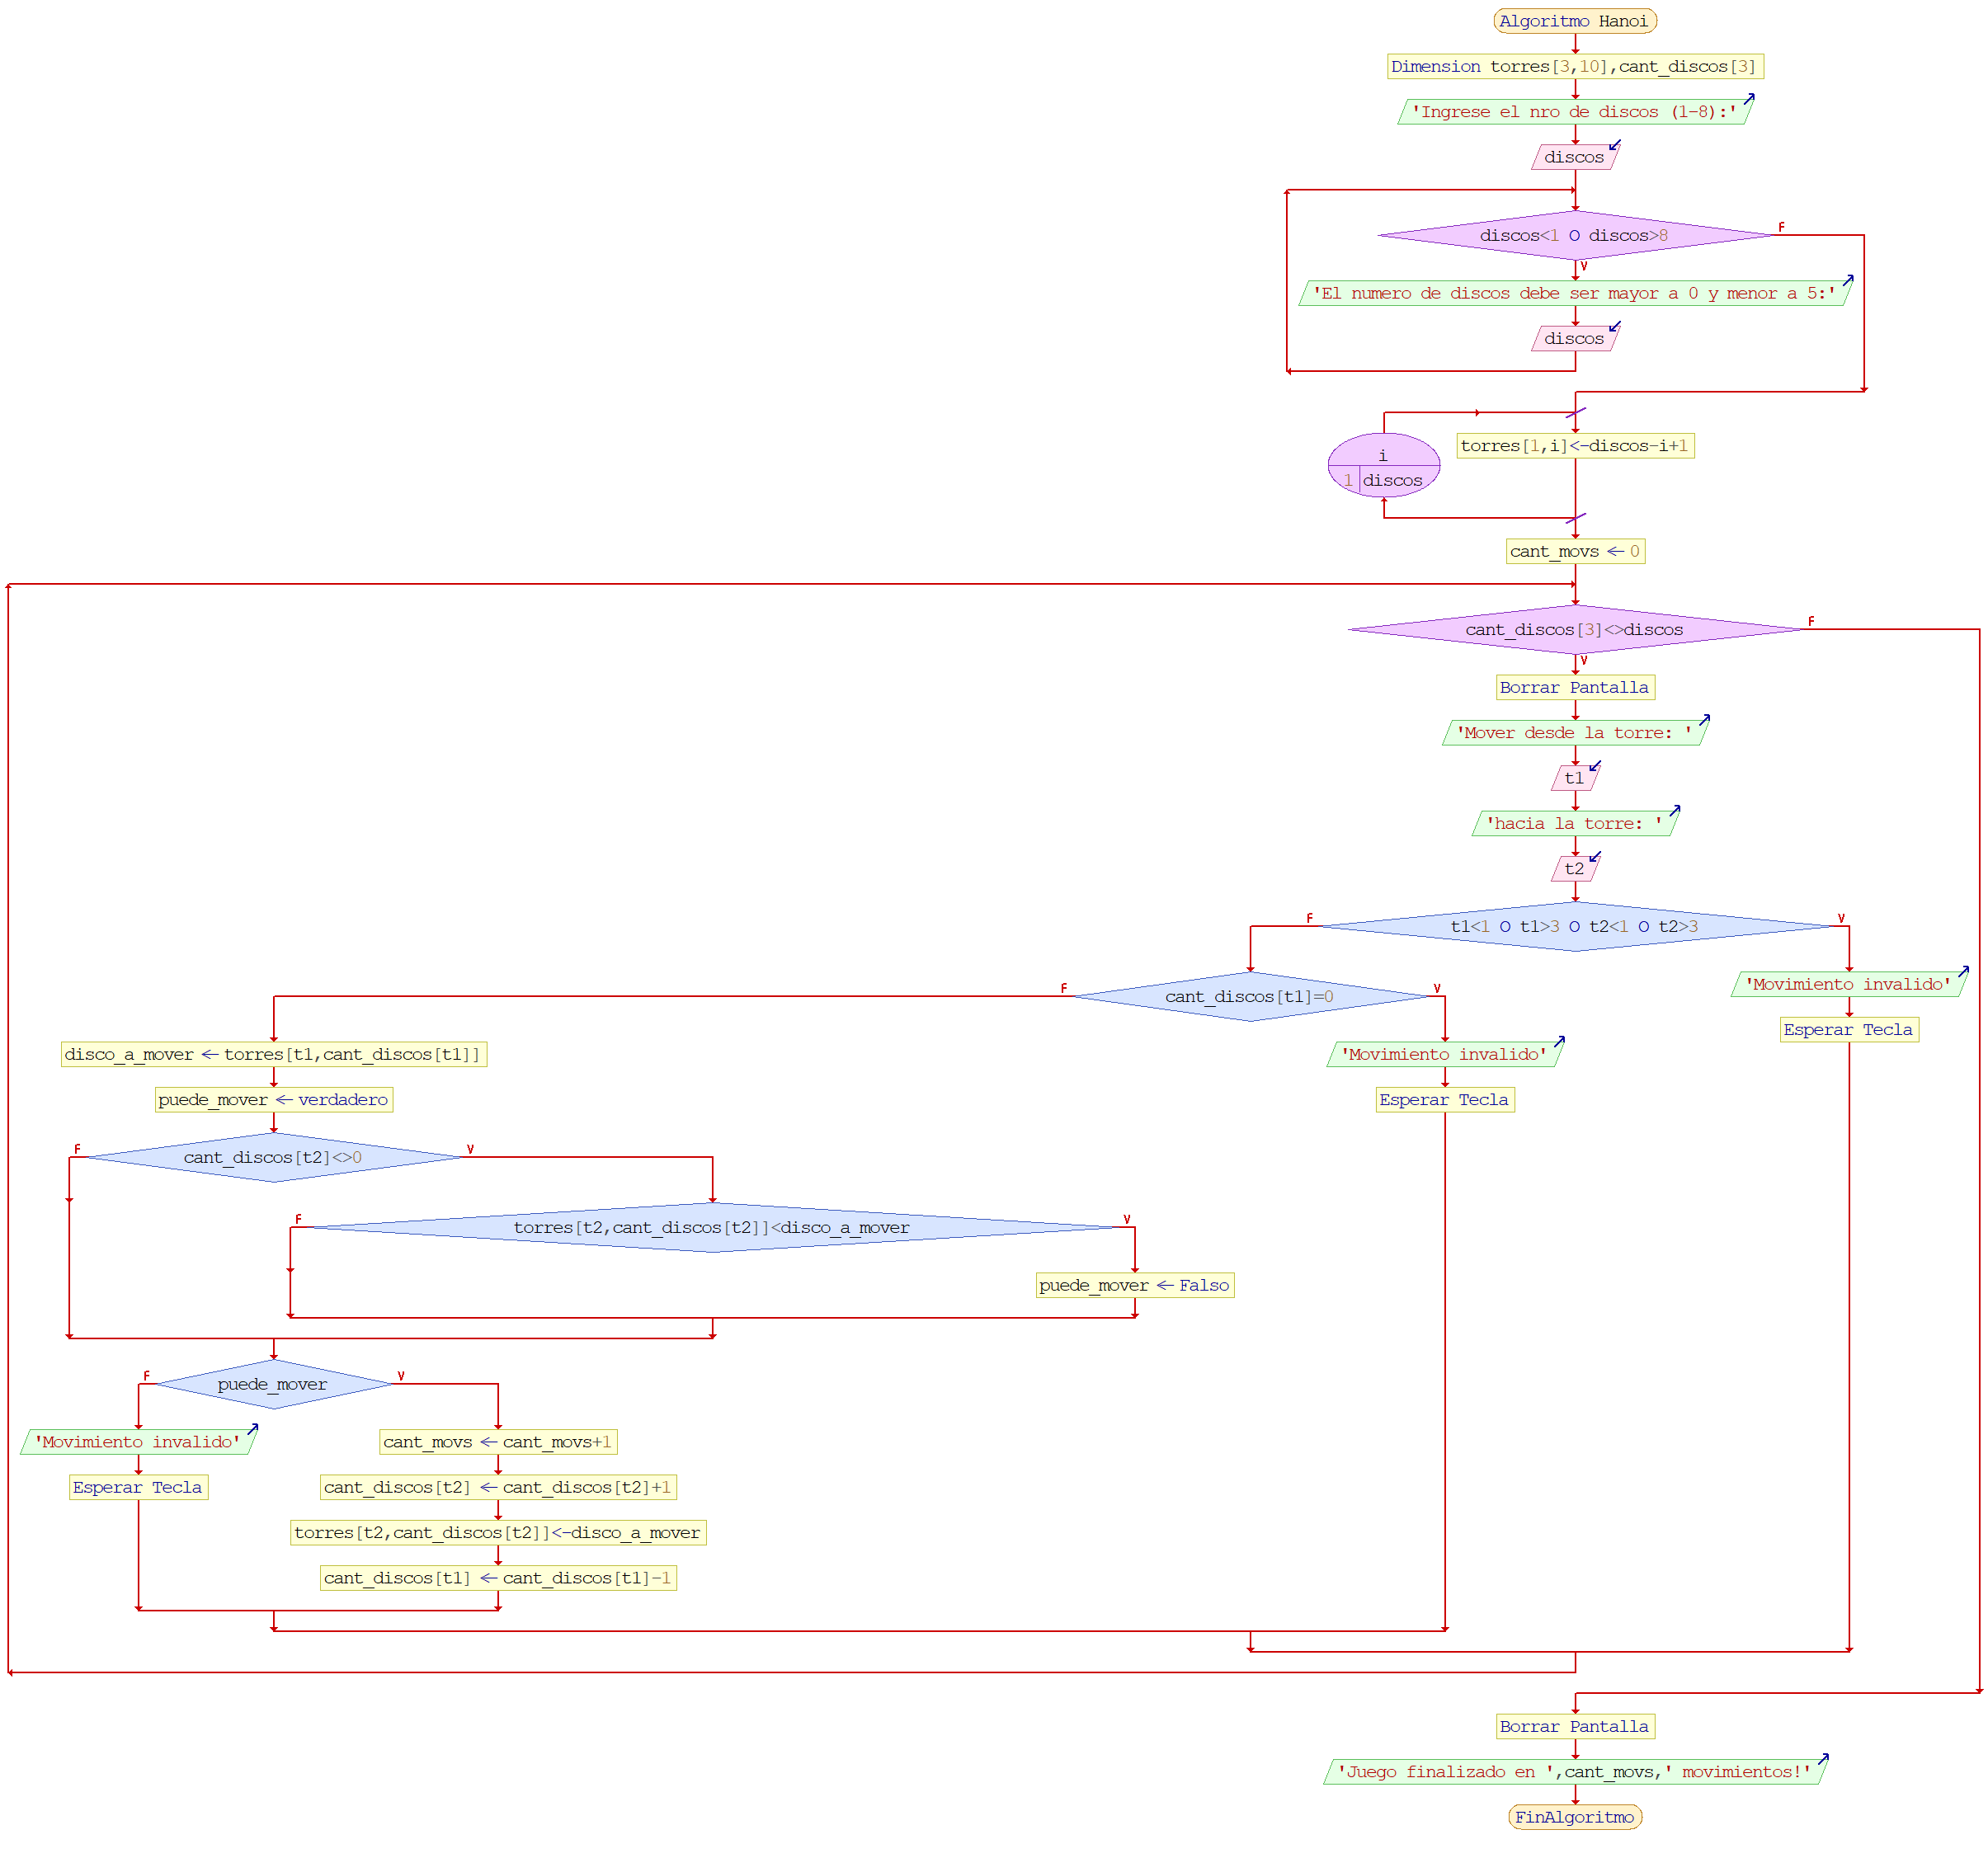 Algoritmo Hanoi
Dimension torres[3,10],cant_discos[3]
'Ingrese el nro de discos (1-8):'
discos
discos<1 O discos>8
F
V
'El numero de discos debe ser mayor a 0 y menor a 5:'
discos
torres[1,i]<-discos-i+1
i
1 discos
cant_movs ← 0
cant_discos[3]<>discos
F
V
Borrar Pantalla
'Mover desde la torre: '
t1
'hacia la torre: '
t2
t1<1 O t1>3 O t2<1 O t2>3
F
V
'Movimiento invalido'
Esperar Tecla
cant_discos[t1]=0
F
V
'Movimiento invalido'
Esperar Tecla
disco_a_mover ← torres[t1,cant_discos[t1]]
puede_mover ← verdadero
cant_discos[t2]<>0
F
V
torres[t2,cant_discos[t2]]<disco_a_mover
F
V
puede_mover ← Falso
puede_mover
F
V
'Movimiento invalido'
Esperar Tecla
cant_movs ← cant_movs+1
cant_discos[t2] ← cant_discos[t2]+1
torres[t2,cant_discos[t2]]<-disco_a_mover
cant_discos[t1] ← cant_discos[t1]-1
Borrar Pantalla
'Juego finalizado en ',cant_movs,' movimientos!'
FinAlgoritmo